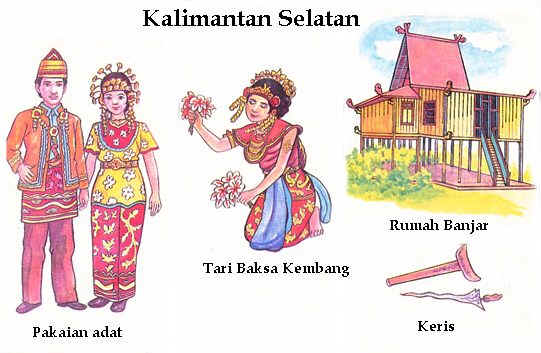 Kalimantan Selatan
Rumah Banjar
Tari Baksa Kembang
Pakaian adat
Keris